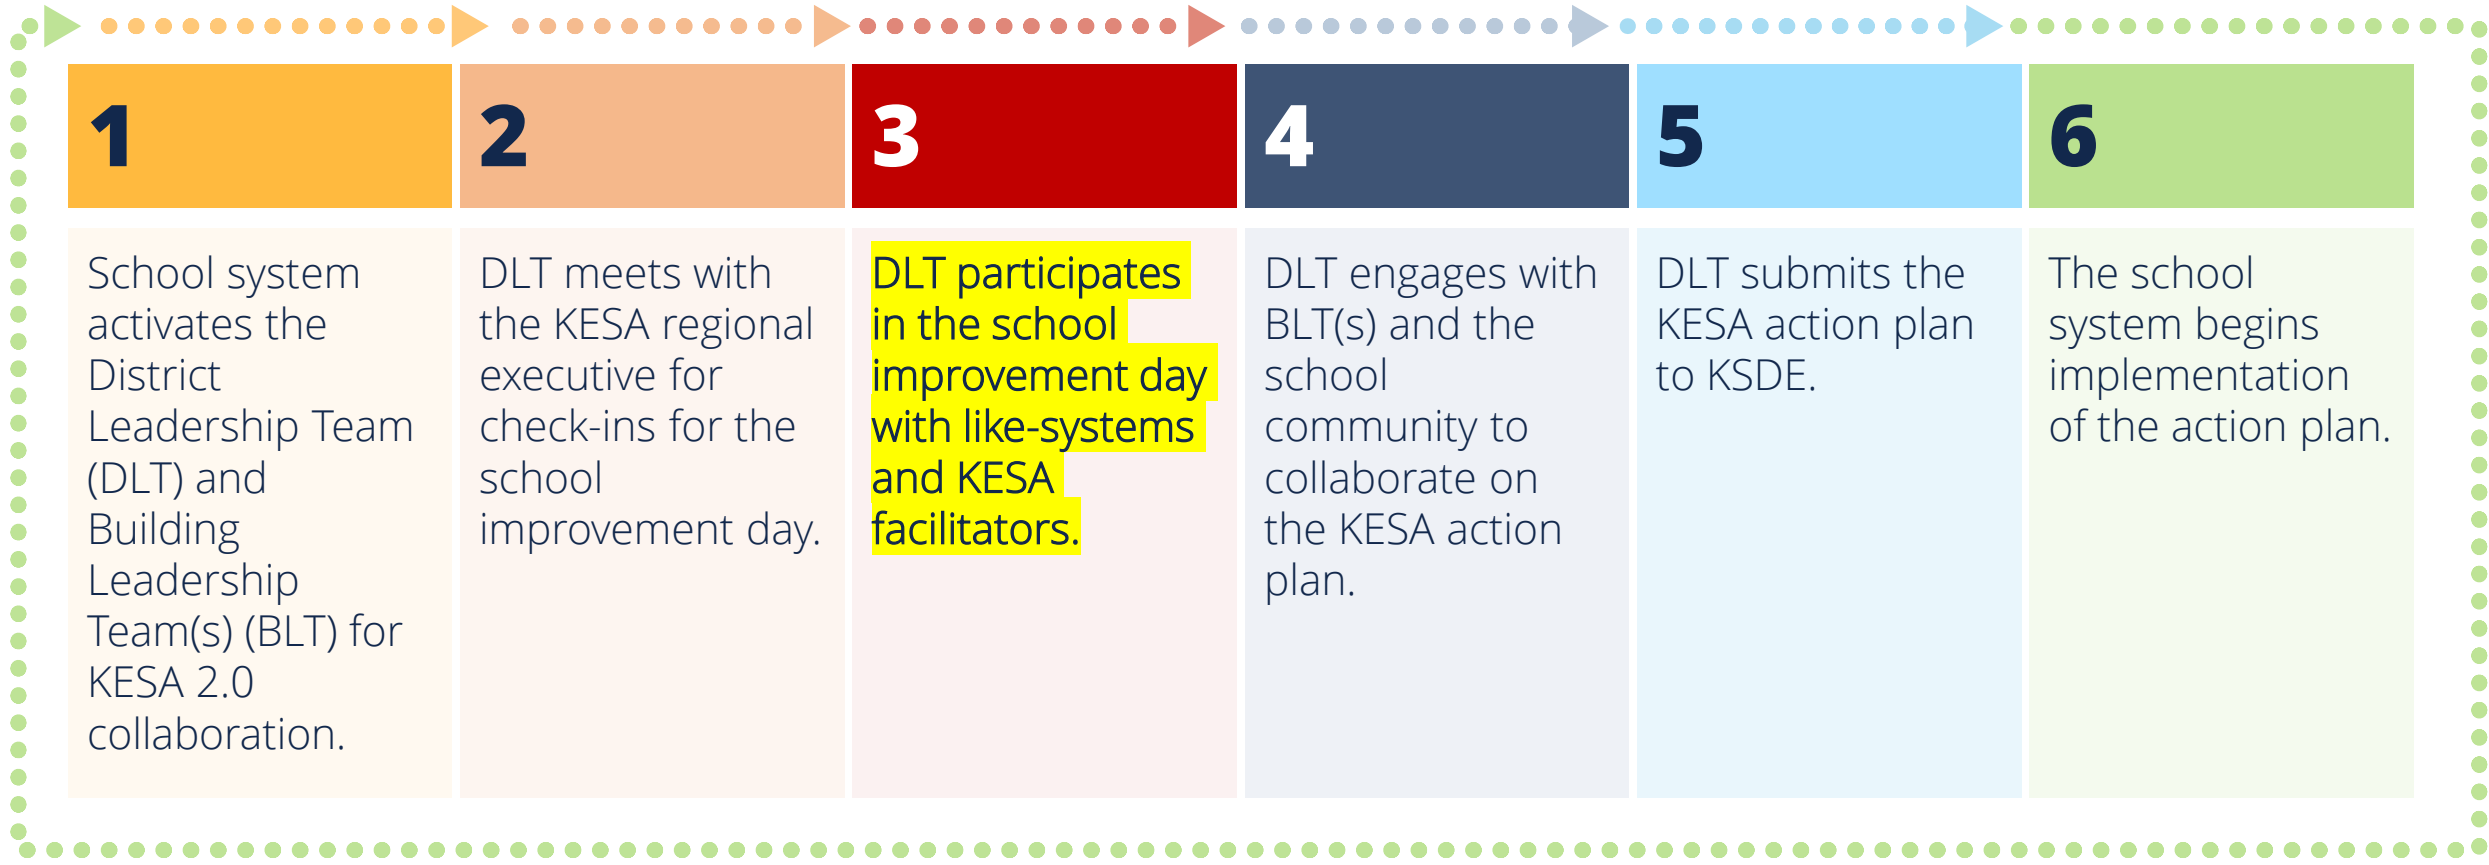 1
School system
activates the
District
Leadership Team
(DLT) and
Building
Leadership
Team(s) (BLT) for
KESA 2.0
collaboration.
2
DLT meets with
the KESA regional
executive for
check-ins for the
school
improvement day.
3
DLT participates
in the school
improvement day
with like-systems
and KESA
facilitators.
4
DLT engages with
BLT(s) and the
school
community to
collaborate on
the KESA action
plan.
5
DLT submits the
KESA action plan
to KSDE.
6
The school
system begins
implementation
of the action plan.